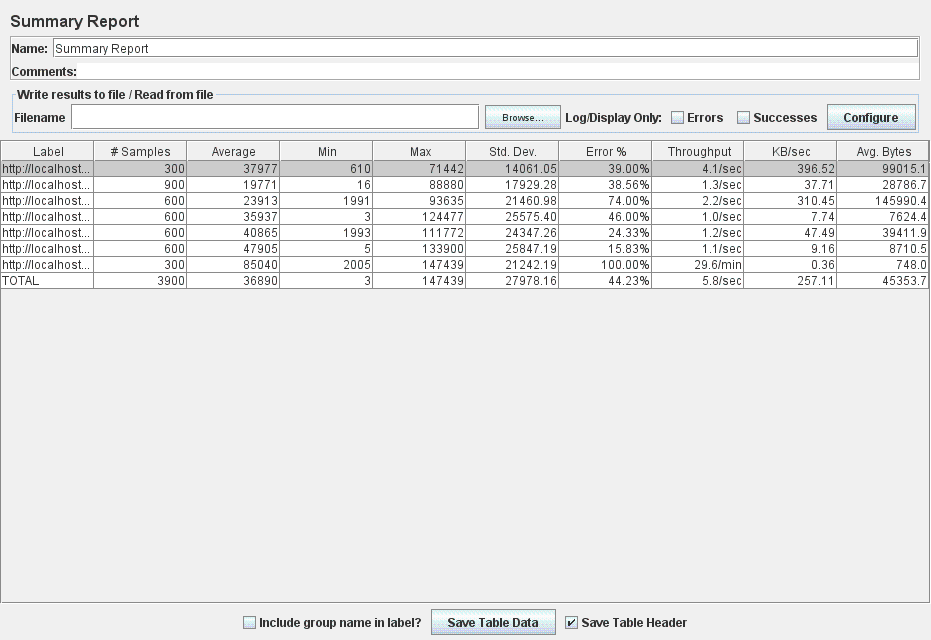 Summary Report
Name: Summary Report
Comments:
Write results to file / Read from file
Filename Browse... Log/Display Only: Errors Successes Configure
Label # Samples Average Min Max Std. Dev. Error % Throughput KB/sec Avg. Bytes
http://localhost... 300 37977 610 71442 14061.05 39.00% 4.1/sec 396.52 99015.1
http://localhost... 900 19771 16 88880 17929.28 38.56% 1.3/sec 37.71 28786.7
http://localhost... 600 23913 1991 93635 21460.98 74.00% 2.2/sec 310.45 145990.4
http://localhost... 600 35937 3 124477 25575.40 46.00% 1.0/sec 7.74 7624.4
http://localhost... 600 40865 1993 111772 24347.26 24.33% 1.2/sec 47.49 39411.9
http://localhost... 600 47905 5 133900 25847.19 15.83% 1.1/sec 9.16 8710.5
http://localhost... 300 85040 2005 147439 21242.19 100.00% 29.6/min 0.36 748.0
TOTAL 3900 36890 3 147439 27978.16 44.23% 5.8/sec 257.11 45353.7
Include group name in label? Save Table Data Save Table Header